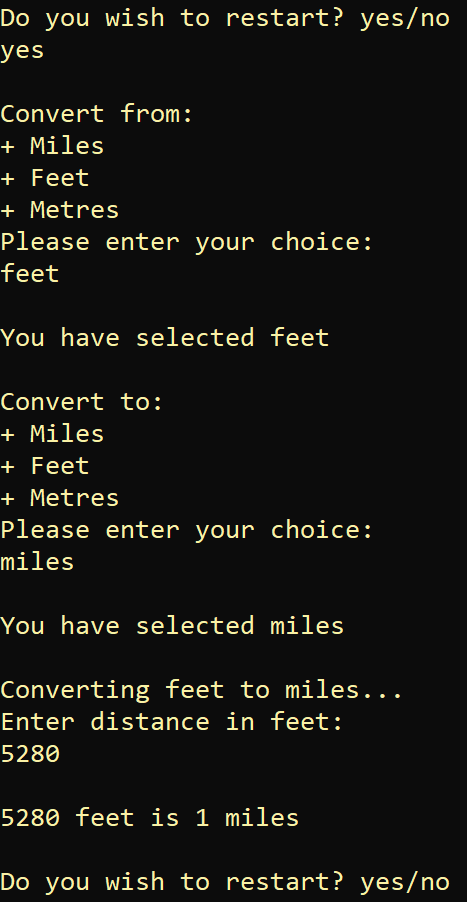 Do you wish to restart? yes/no
yes
Convert from:
+ Miles
+ Feet
+ Metres
Please enter your choice:
feet
You have selected feet
Convert to:
+ Miles
+ Feet
+ Metres
Please enter your choice:
miles
You have selected miles
Converting feet to miles...
Enter distance in feet:
5280
5280 feet is 1 miles
Do you wish to restart? yes/no